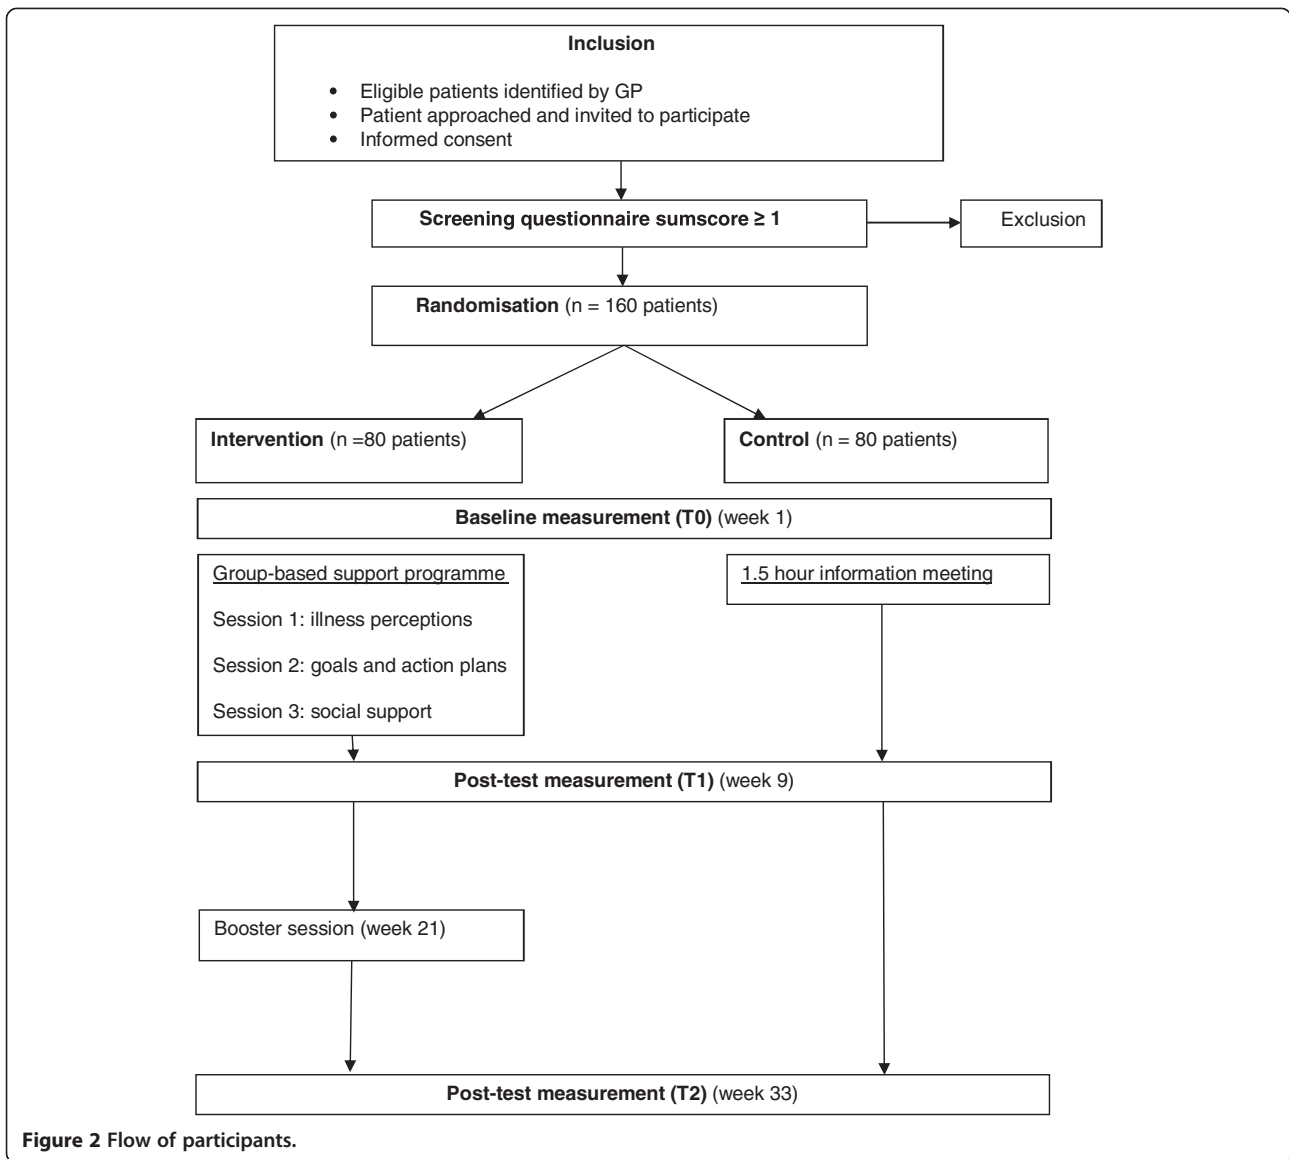 Inclusion
• Eligible patients identified by GP
• Patient approached and invited to participate
• Informed consent
Screening questionnaire sumscore ≥ 1
Exclusion
Randomisation (n = 160 patients)
Intervention (n =80 patients)
Control (n = 80 patients)
Baseline measurement (T0) (week 1)
Group-based support programme
Session 1: illness perceptions
Session 2: goals and action plans
Session 3: social support
1.5 hour information meeting
Post-test measurement (T1) (week 9)
Booster session (week 21)
Post-test measurement (T2) (week 33)
Figure 2 Flow of participants.